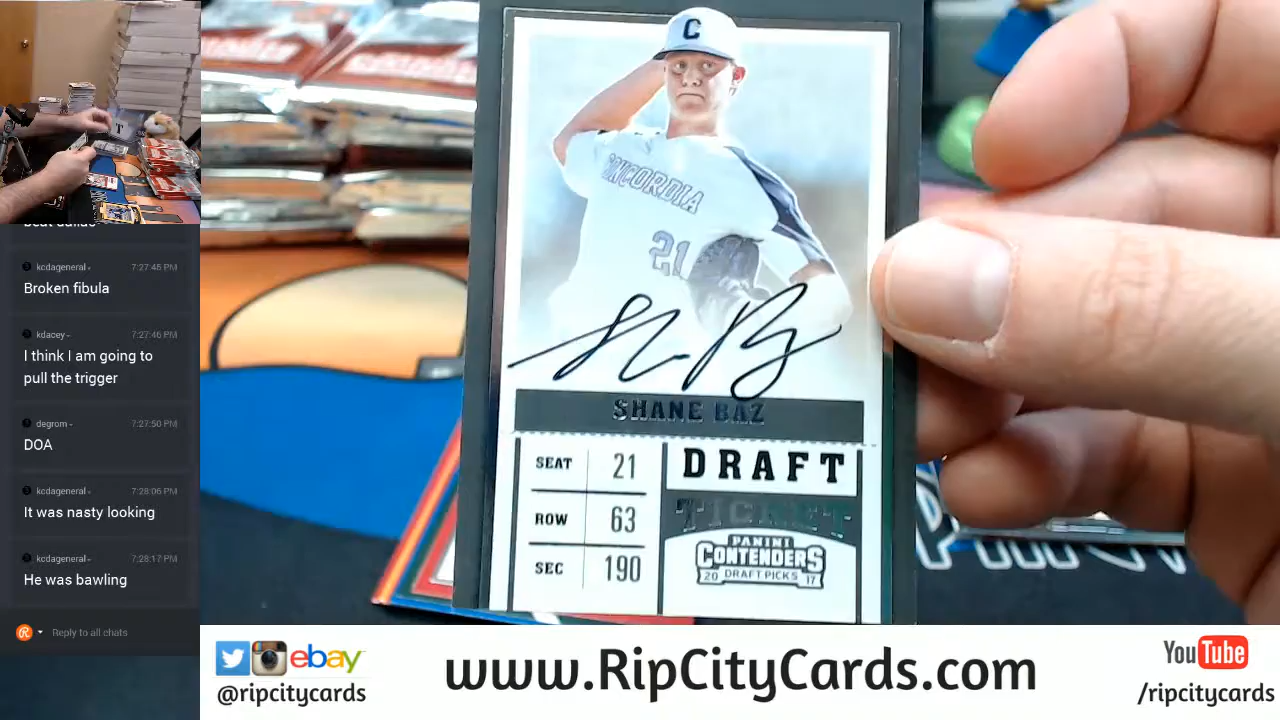 kcdageneral 7:27:45 PM
Broken fibula
kdacey 7:27:46 PM
I think I am going to
pull the trigger
degrom 7:27:50 PM
DOA
kcdageneral 7:28:06 PM
It was nasty looking
kcdageneral 7:28:17 PM
He was bawling
Reply to all chats
C
CONCORDIA
21
SHANE BAZ
SEAT 21
ROW 63
SEC 190
DRAFT
TICKET
PANINI
CONTENDERS
20 DRAFT PICKS 17
ebay
@ripcitycards
www.RipCityCards.com
YouTube
/ripcitycards